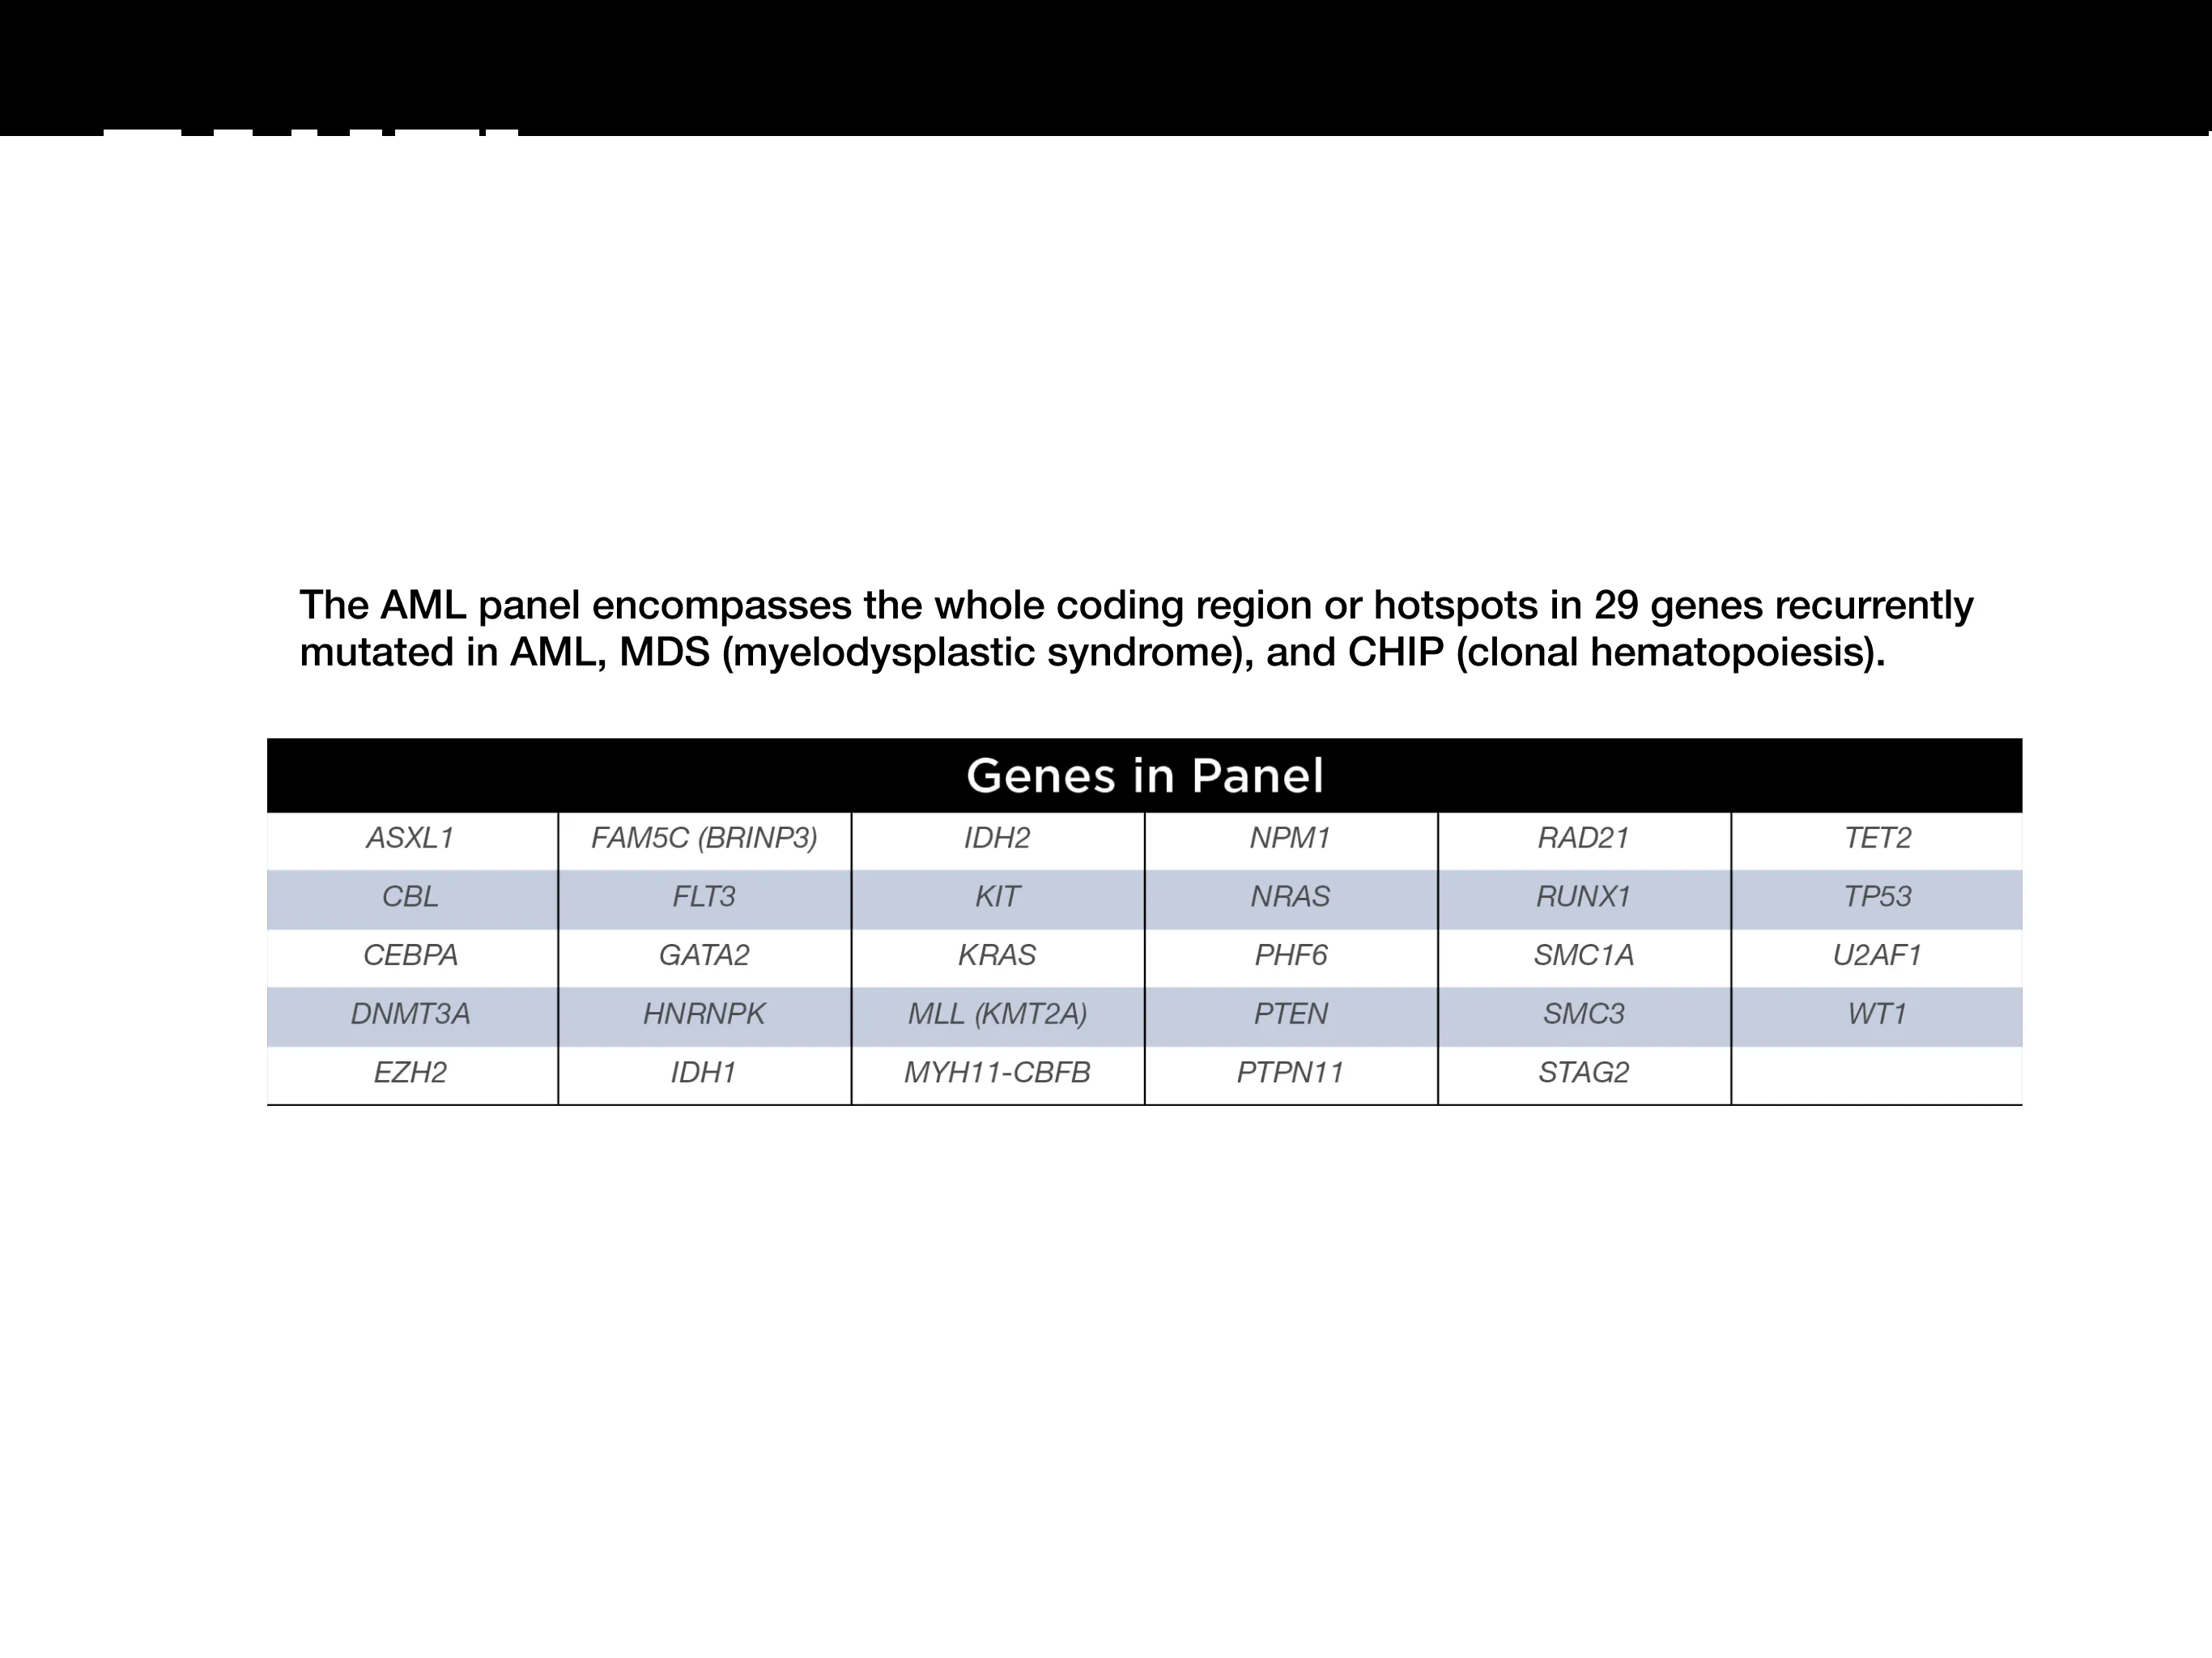 The AML panel encompasses the whole coding region or hotspots in 29 genes recurrently
mutated in AML, MDS (myelodysplastic syndrome), and CHIP (clonal hematopoiesis).
Genes in Panel
ASXL1 FAM5C (BRINP3) IDH2 NPM1 RAD21 TET2
CBL FLT3 KIT NRAS RUNX1 TP53
CEBPA GATA2 KRAS PHF6 SMC1A U2AF1
DNMT3A HNRNPK MLL (KMT2A) PTEN SMC3 WT1
EZH2 IDH1 MYH11-CBFB PTPN11 STAG2